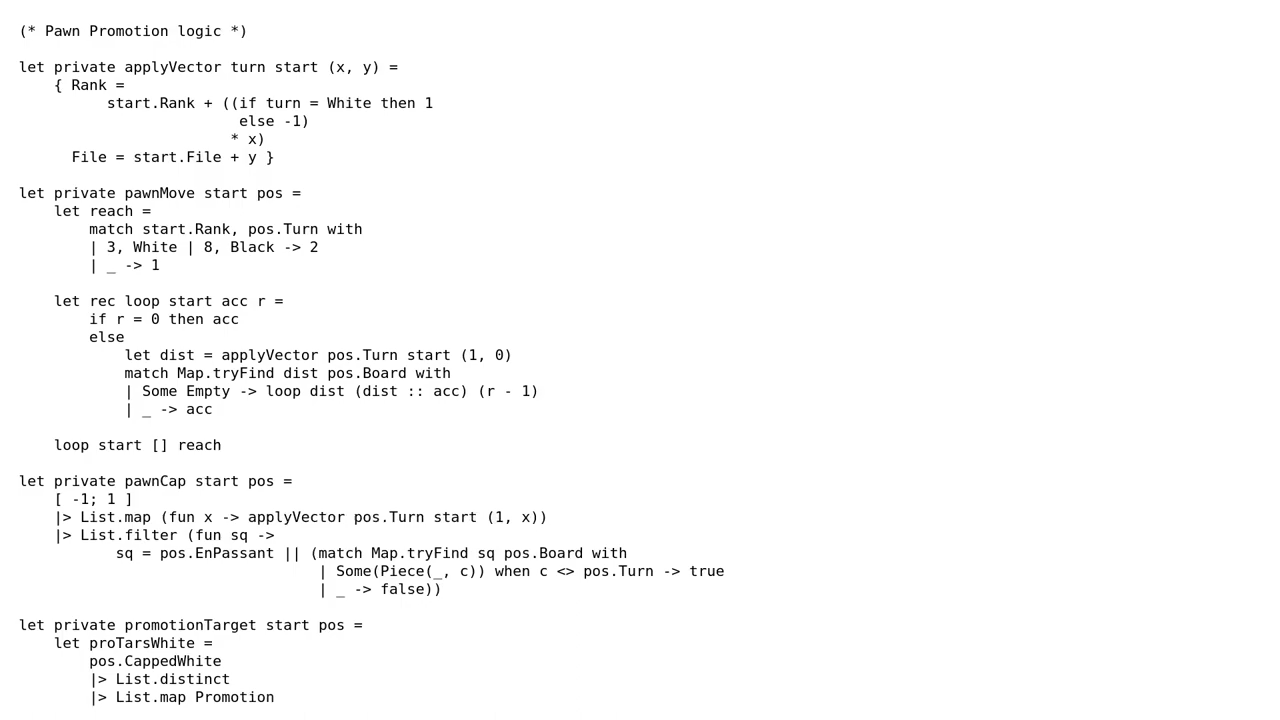 (* Pawn Promotion logic *)

let private applyVector turn start (x, y) =
    { Rank =
          start.Rank + ((if turn = White then 1
                         else -1)
                        * x)
      File = start.File + y }

let private pawnMove start pos =
    let reach =
        match start.Rank, pos.Turn with
        | 3, White | 8, Black -> 2
        | _ -> 1

    let rec loop start acc r =
        if r = 0 then acc
        else
            let dist = applyVector pos.Turn start (1, 0)
            match Map.tryFind dist pos.Board with
            | Some Empty -> loop dist (dist :: acc) (r - 1)
            | _ -> acc

    loop start [] reach

let private pawnCap start pos =
    [ -1; 1 ]
    |> List.map (fun x -> applyVector pos.Turn start (1, x))
    |> List.filter (fun sq ->
           sq = pos.EnPassant || (match Map.tryFind sq pos.Board with
                                  | Some(Piece(_, c)) when c <> pos.Turn -> true
                                  | _ -> false))

let private promotionTarget start pos =
    let proTarsWhite =
        pos.CappedWhite
        |> List.distinct
        |> List.map Promotion